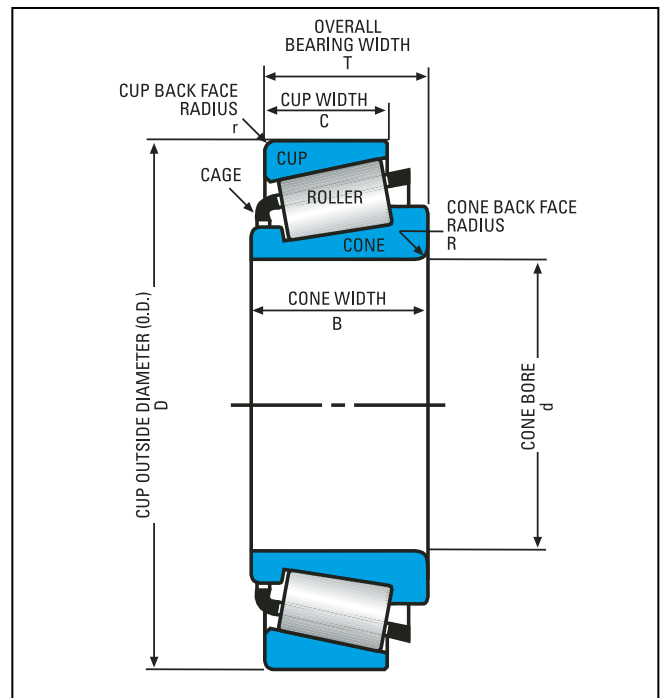 OVERALL
BEARING WIDTH
T
CUP BACK FACE
RADIUS
r
CUP WIDTH
C
CUP
CAGE
ROLLER
CONE BACK FACE
RADIUS
R
CONE
CONE WIDTH
B
CUP OUTSIDE DIAMETER (O.D.)
D
CONE BORE
d